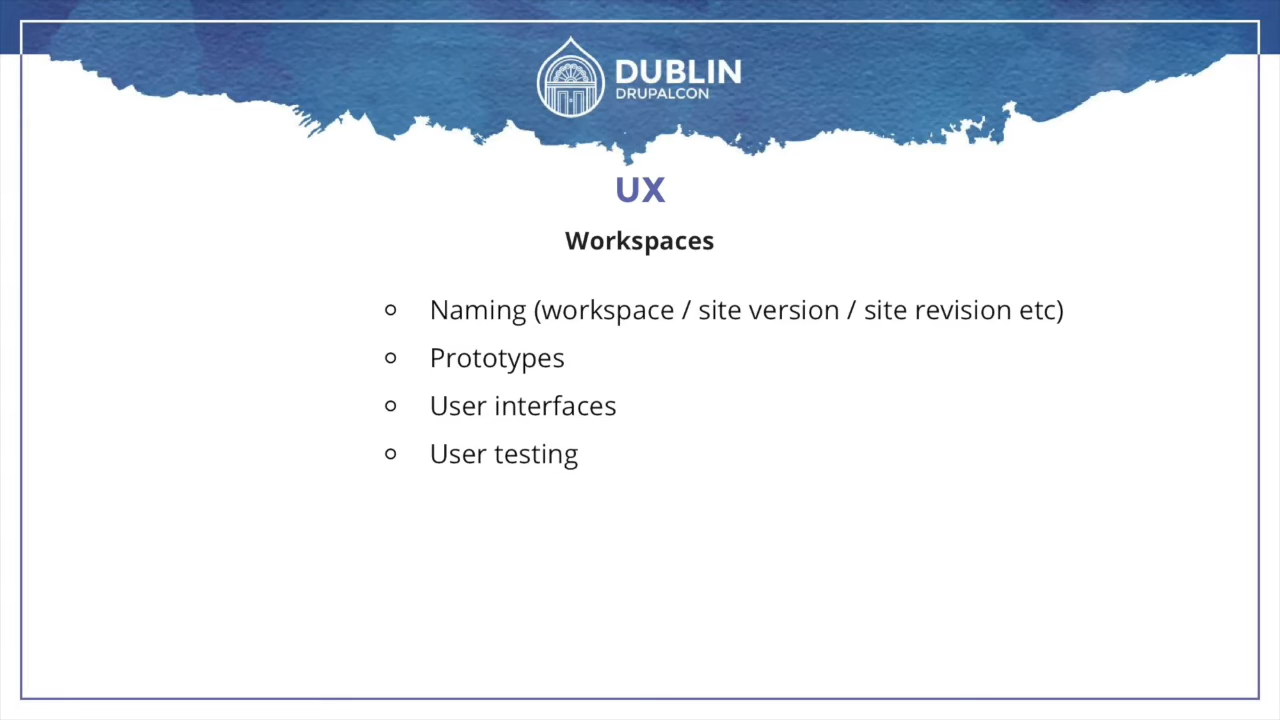 DUBLIN
DRUPALCON
UX
Workspaces
Naming (workspace / site version / site revision etc)
Prototypes
User interfaces
User testing